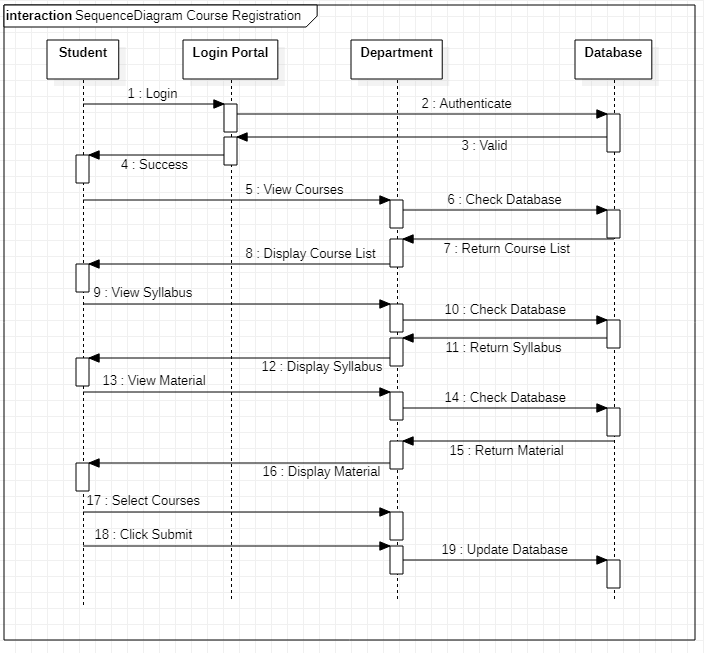 interaction SequenceDiagram Course Registration
Student
Login Portal
Department
Database
1 : Login
2 : Authenticate
3 : Valid
4 : Success
5 : View Courses
6 : Check Database
7 : Return Course List
8 : Display Course List
9 : View Syllabus
10 : Check Database
11 : Return Syllabus
12 : Display Syllabus
13 : View Material
14 : Check Database
15 : Return Material
16 : Display Material
17 : Select Courses
18 : Click Submit
19 : Update Database